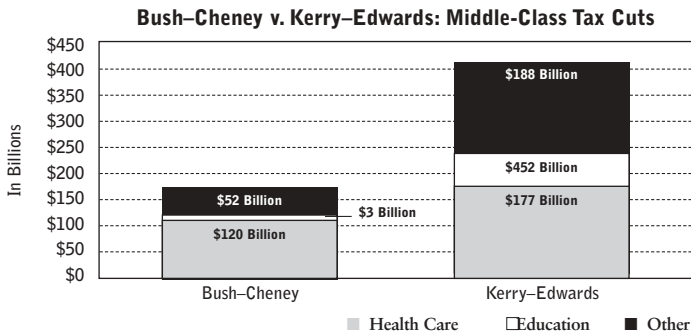 Bush–Cheney v. Kerry–Edwards: Middle-Class Tax Cuts
In Billions
$450
$400
$350
$300
$250
$200
$150
$100
$50
$0
$52 Billion
$3 Billion
$120 Billion
$188 Billion
$452 Billion
$177 Billion
Bush–Cheney
Kerry–Edwards
Health Care
Education
Other